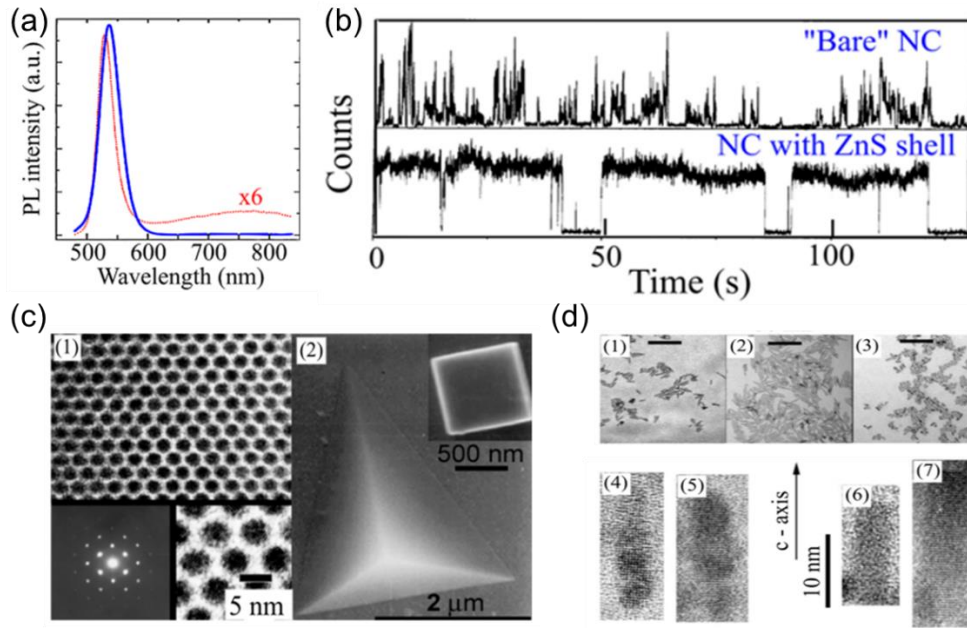 (a)
PL intensity (a.u.)
x6
500 600 700 800
Wavelength (nm)
(b)
"Bare" NC
NC with ZnS shell
Counts
0 50 100
Time (s)
(c)
(1)
5 nm
(2)
500 nm
2 μm
(d)
(1) (2) (3)
(4) (5) (6) (7)
c - axis
10 nm